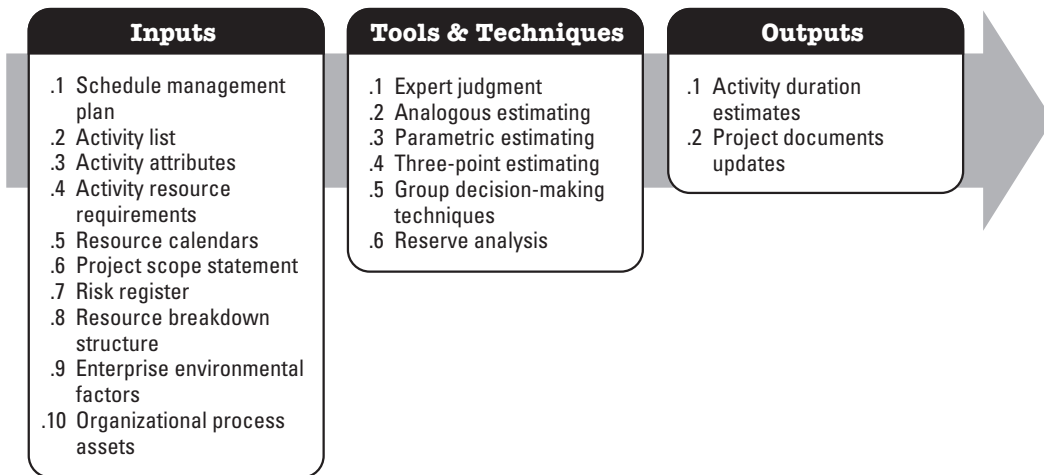 Inputs
.1 Schedule management
plan
.2 Activity list
.3 Activity attributes
.4 Activity resource
requirements
.5 Resource calendars
.6 Project scope statement
.7 Risk register
.8 Resource breakdown
structure
.9 Enterprise environmental
factors
.10 Organizational process
assets
Tools & Techniques
.1 Expert judgment
.2 Analogous estimating
.3 Parametric estimating
.4 Three-point estimating
.5 Group decision-making
techniques
.6 Reserve analysis
Outputs
.1 Activity duration
estimates
.2 Project documents
updates